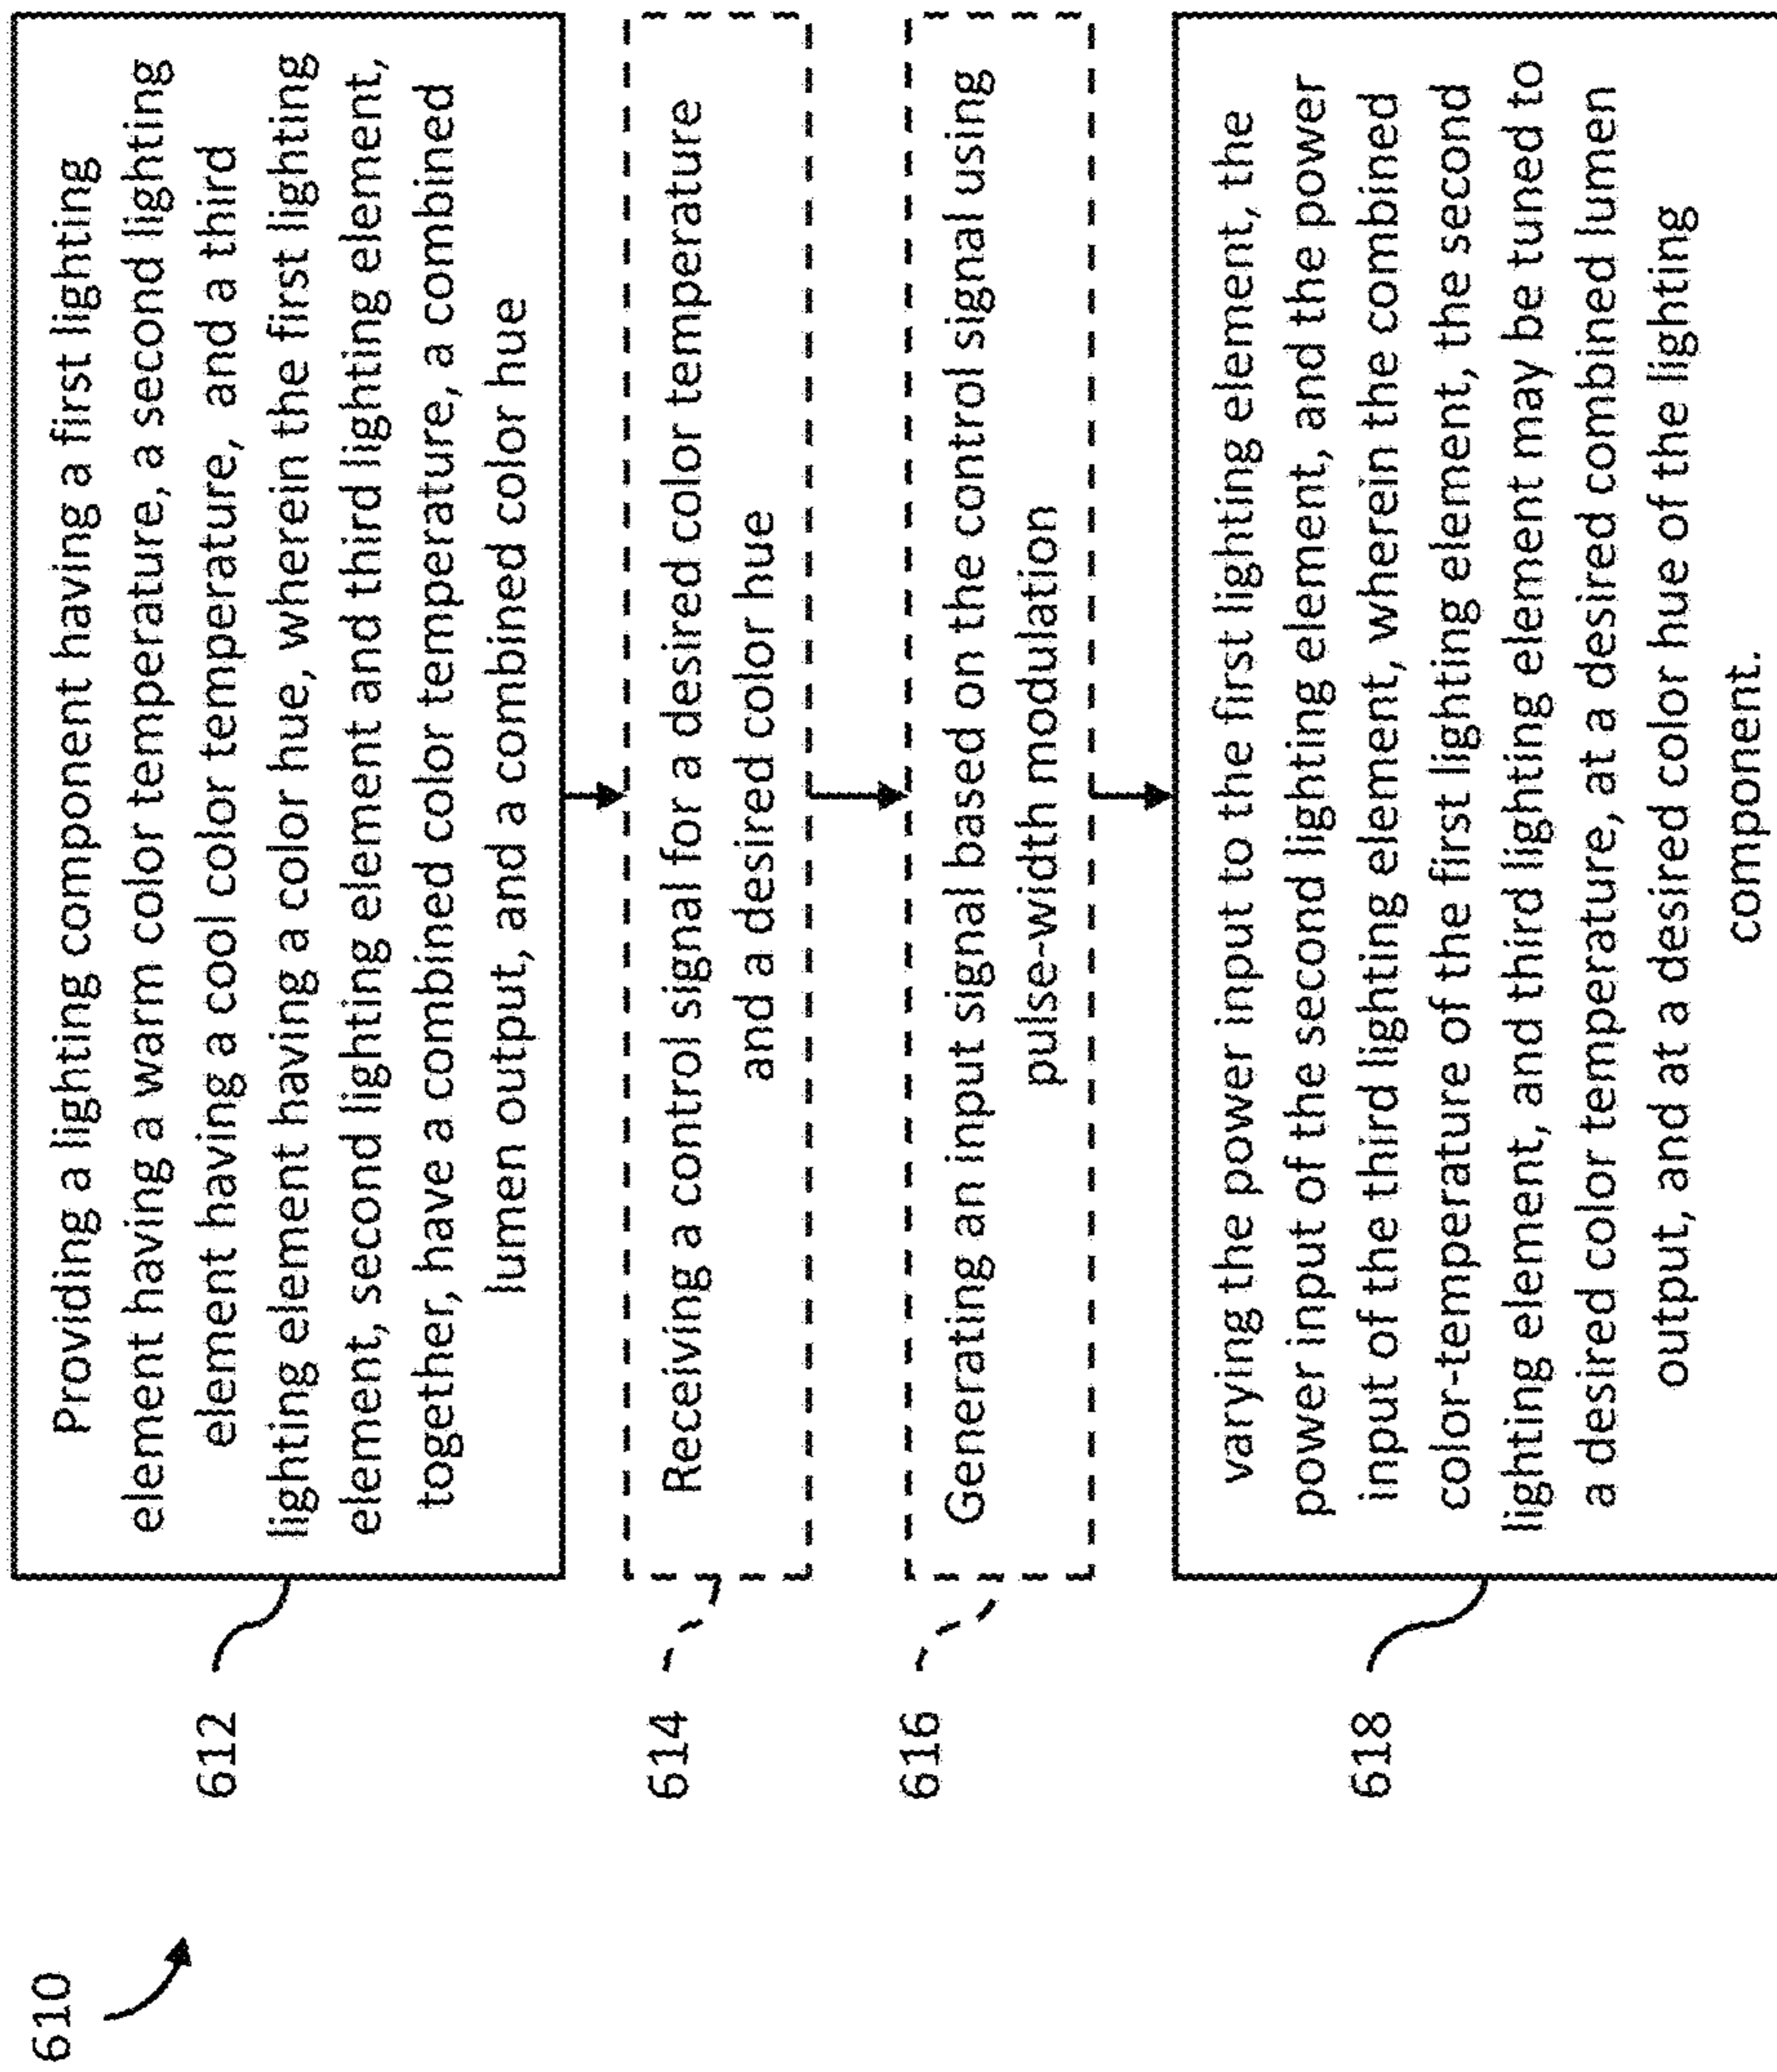 610
612
Providing a lighting component having a first lighting
element having a warm color temperature, a second lighting
element having a cool color temperature, and a third
lighting element having a color hue, wherein the first lighting
element, second lighting element and third lighting element,
together, have a combined color temperature, a combined
lumen output, and a combined color hue
614
Receiving a control signal for a desired color temperature
and a desired color hue
616
Generating an input signal based on the control signal using
pulse-width modulation
618
varying the power input to the first lighting element, the
power input of the second lighting element, and the power
input of the third lighting element, wherein the combined
color-temperature of the first lighting element, the second
lighting element, and third lighting element may be tuned to
a desired color temperature, at a desired combined lumen
output, and at a desired color hue of the lighting
component.